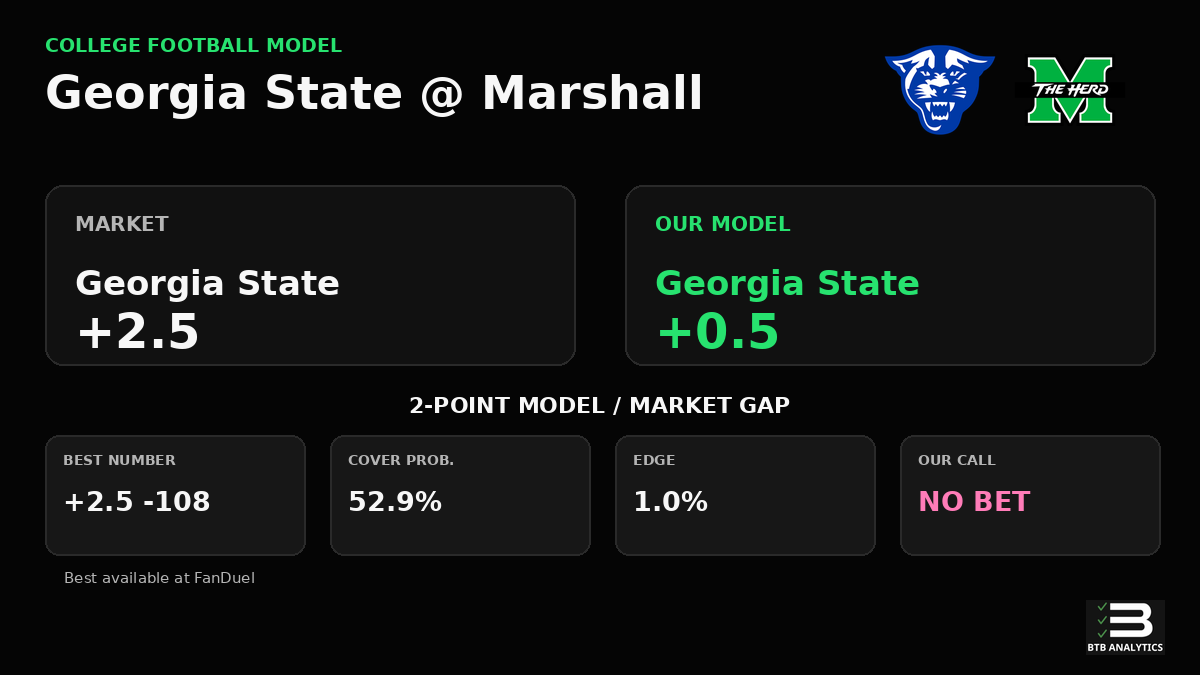 COLLEGE FOOTBALL MODEL
Georgia State @ Marshall
THE HERD
MARKET
Georgia State
+2.5
OUR MODEL
Georgia State
+0.5
2-POINT MODEL / MARKET GAP
BEST NUMBER
+2.5 -108
COVER PROB.
52.9%
EDGE
1.0%
OUR CALL
NO BET
Best available at FanDuel
BTB ANALYTICS